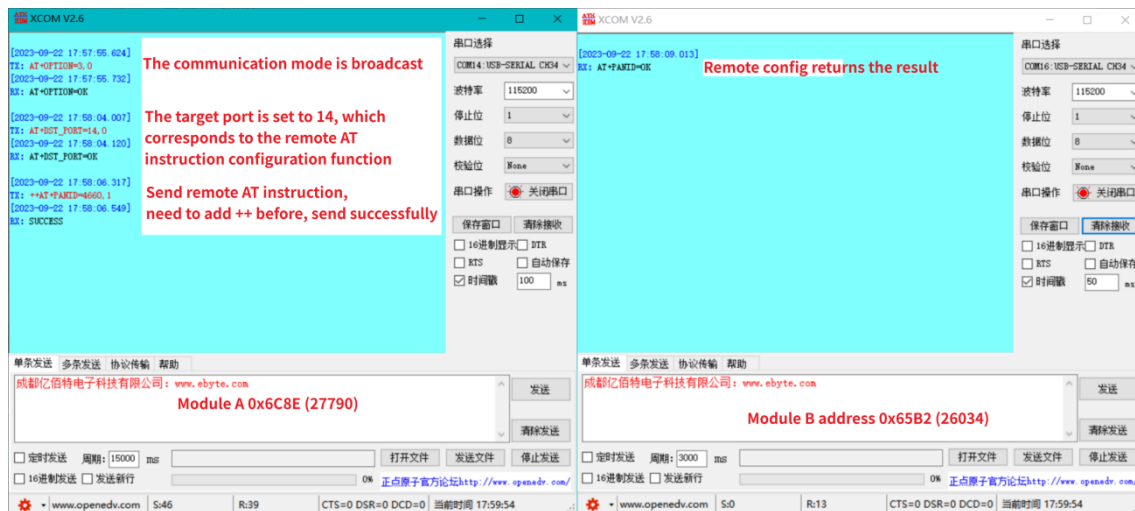 XCOM V2.6
[2023-09-22 17:57:55.624]
TX: AT+OPTION=3,0
[2023-09-22 17:57:55.732]
RX: AT+OPTION=OK
The communication mode is broadcast
[2023-09-22 17:58:04.007]
TX: AT+DST_PORT=14,0
[2023-09-22 17:58:04.120]
RX: AT+DST_PORT=OK
The target port is set to 14, which
corresponds to the remote AT
instruction configuration function
[2023-09-22 17:58:06.317]
TX: ++AT+PANID=4660,1
[2023-09-22 17:58:06.549]
RX: SUCCESS
Send remote AT instruction,
need to add ++ before, send successfully
串口选择
COM14:USB-SERIAL CH34
波特率 115200
停止位 1
数据位 8
校验位 None
串口操作 关闭串口
保存窗口 清除接收
16进制显示 DTR
RTS 自动保存
时间戳 100 ms
单条发送 多条发送 协议传输 帮助
成都亿佰特电子科技有限公司: www.ebyte.com
Module A 0x6C8E (27790)
发送
清除发送
定时发送 周期: 15000 ms 打开文件 发送文件 停止发送
16进制发送 发送新行 0% 正点原子官方论坛http://www.openedv.com/
www.openedv.com S:46 R:39 CTS=0 DSR=0 DCD=0 当前时间 17:59:54
XCOM V2.6
[2023-09-22 17:58:09.013]
RX: AT+PANID=OK
Remote config returns the result
串口选择
COM16:USB-SERIAL CH34
波特率 115200
停止位 1
数据位 8
校验位 None
串口操作 关闭串口
保存窗口 清除接收
16进制显示 DTR
RTS 自动保存
时间戳 50 ms
单条发送 多条发送 协议传输 帮助
成都亿佰特电子科技有限公司: www.ebyte.com
Module B address 0x65B2 (26034)
发送
清除发送
定时发送 周期: 3000 ms 打开文件 发送文件 停止发送
16进制发送 发送新行 0% 正点原子官方论坛http://www.openedv.com/
www.openedv.com S:0 R:13 CTS=0 DSR=0 DCD=0 当前时间 17:59:54